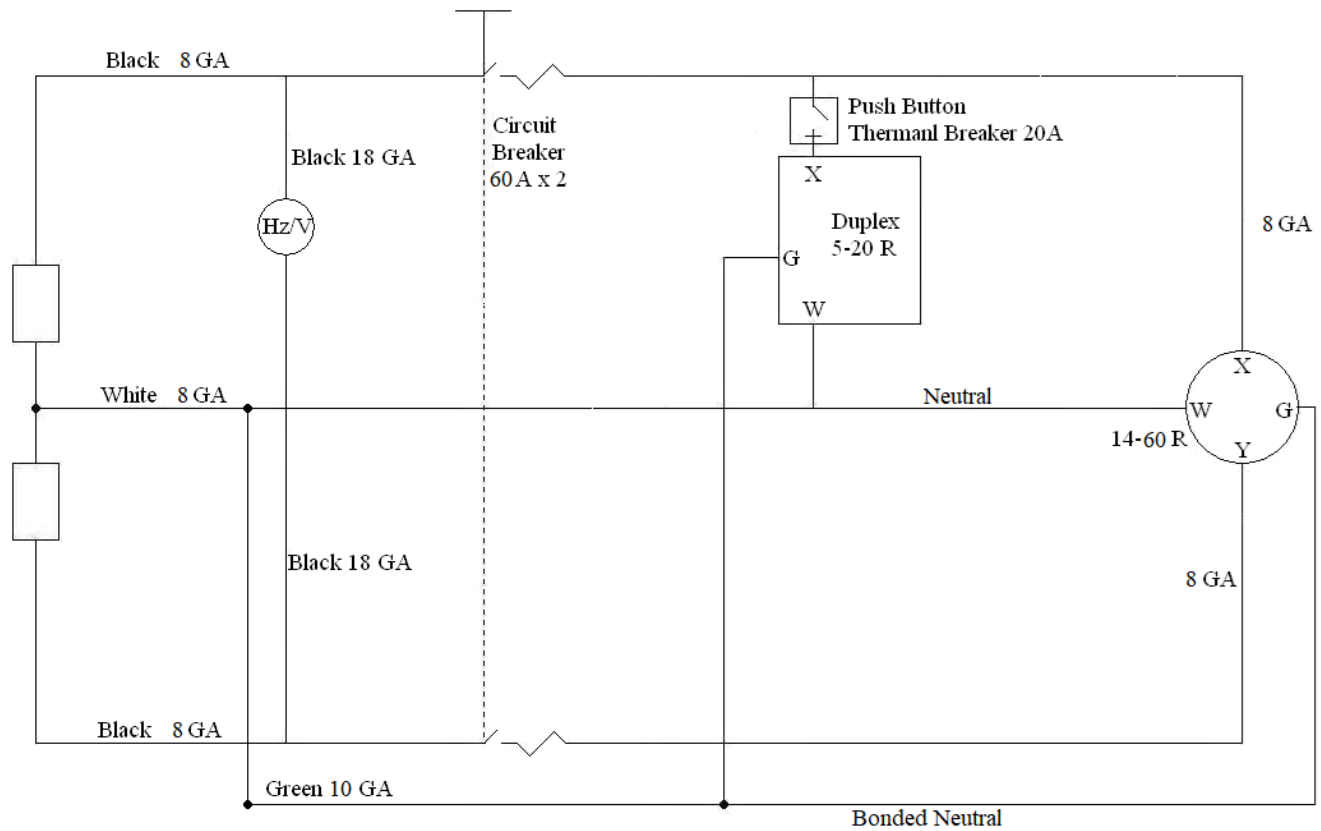 Black 8 GA
Black 18 GA
Hz/V
Circuit
Breaker
60A x 2
Push Button
Thermanl Breaker 20A
X
Duplex
5-20 R
G
W
8 GA
White 8 GA
Neutral
X
W
G
Y
14-60 R
Black 18 GA
8 GA
Black 8 GA
Green 10 GA
Bonded Neutral